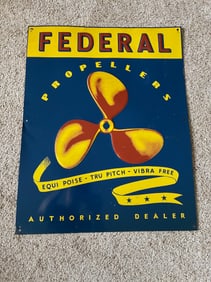 FEDERAL
PROPELLERS
EQUI POISE - TRU PITCH - VIBRA FREE
AUTHORIZED DEALER